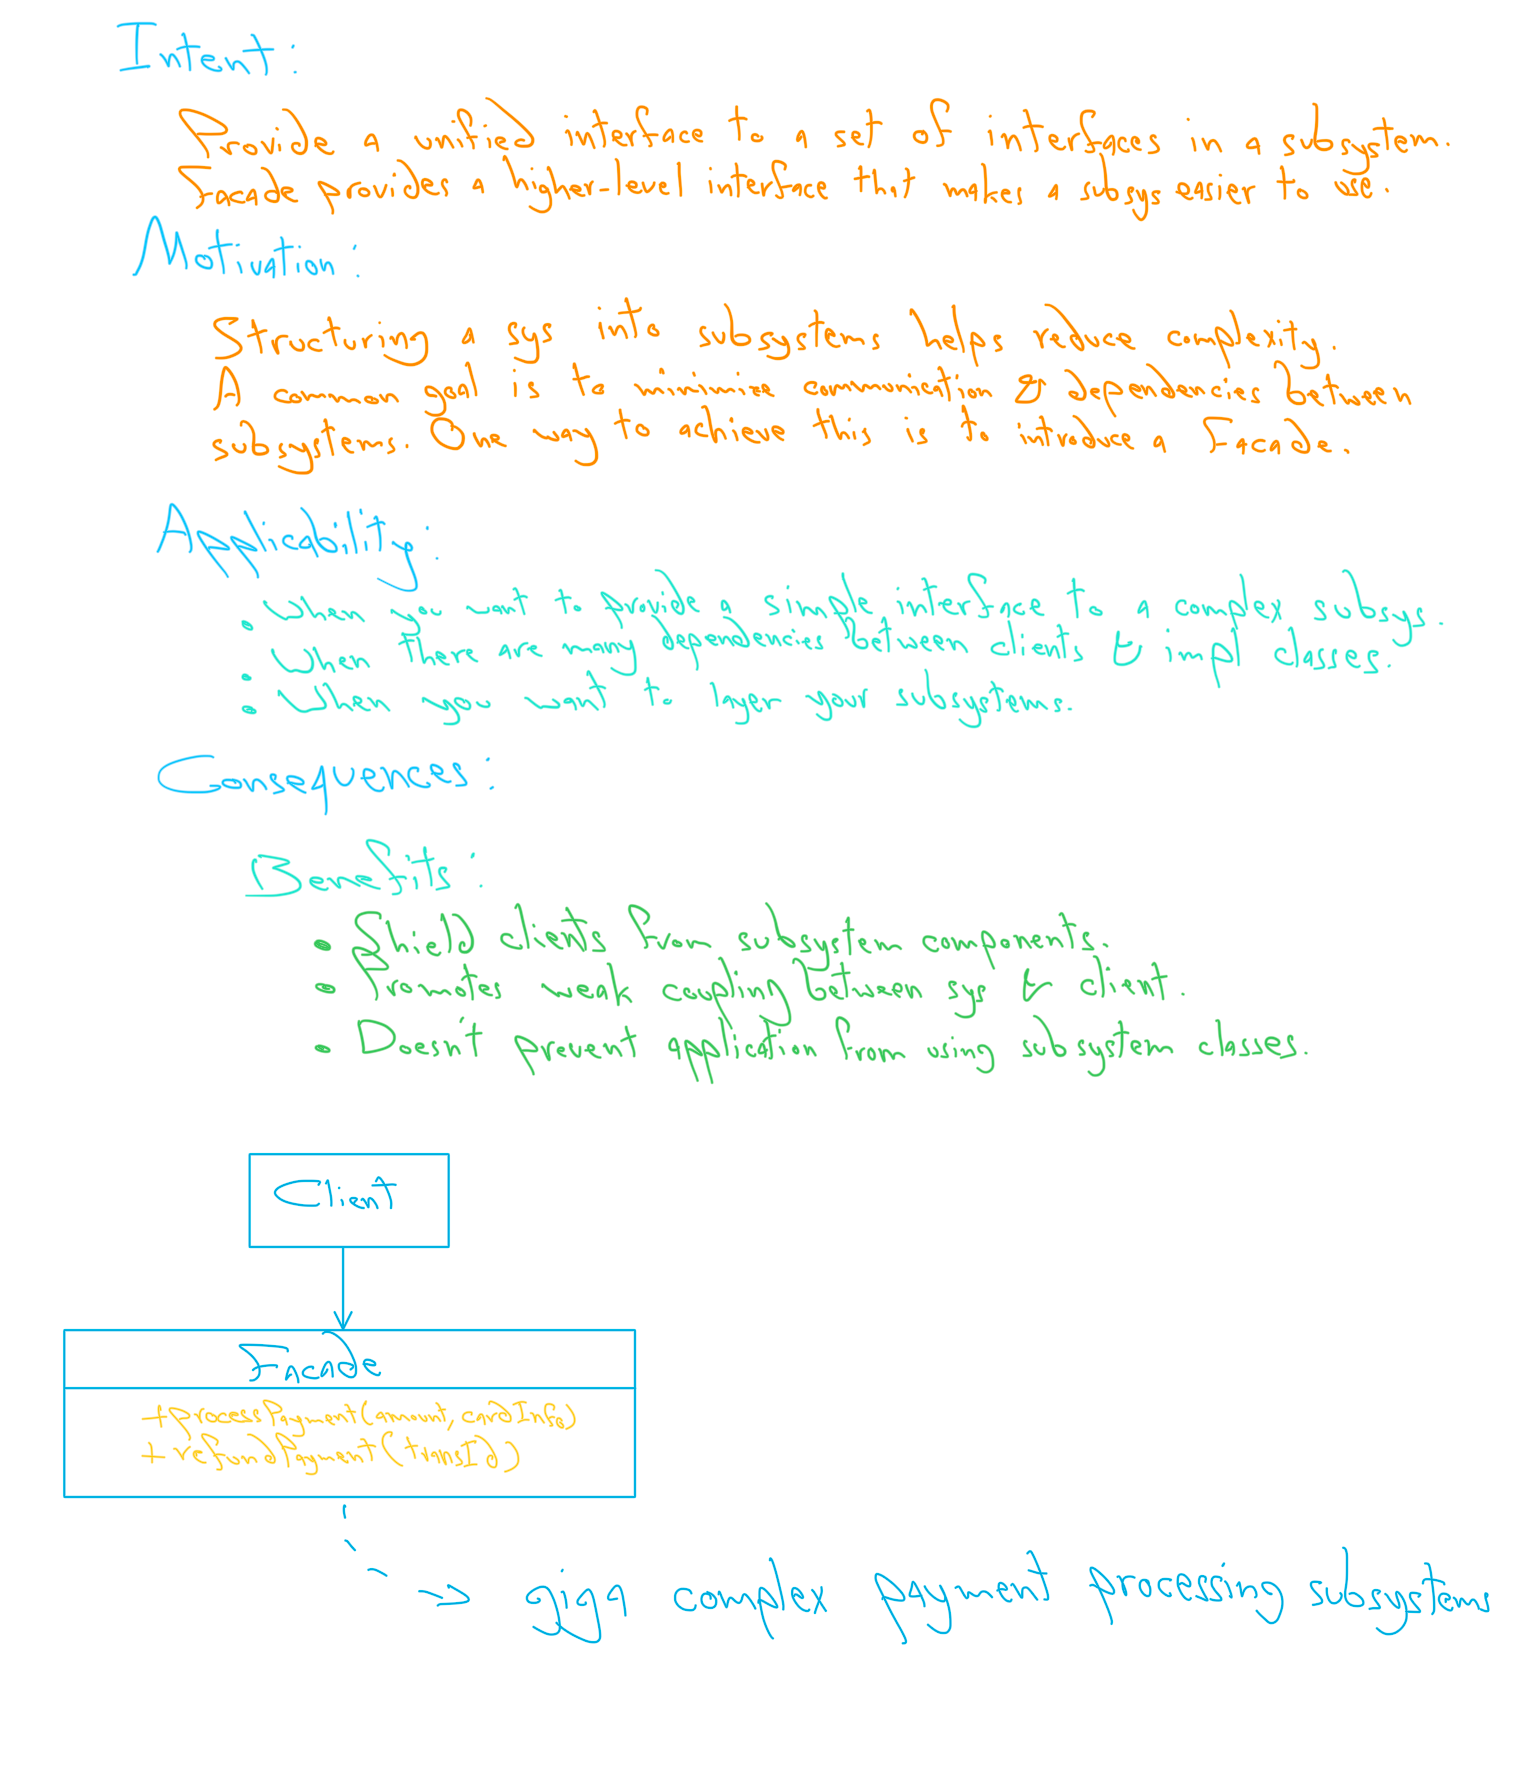 Intent:
Provide a unified interface to a set of interfaces in a subsystem.
Facade provides a higher-level interface that makes a subsys easier to use.
Motivation:
Structuring a sys into subsystems helps reduce complexity.
A common goal is to minimize communication & dependencies between
subsystems. One way to achieve this is to introduce a Facade.
Applicability:
• When you want to provide a simple interface to a complex subsys.
• When there are many dependencies between clients & impl classes.
• When you want to layer your subsystems.
Consequences:
Benefits:
• Shield clients from subsystem components.
• Promotes weak coupling between sys & client.
• Doesn't prevent application from using subsystem classes.
Client
Facade
+processPayment(amount, cardInfo)
+refundPayment(transId)
giga complex payment processing subsystems